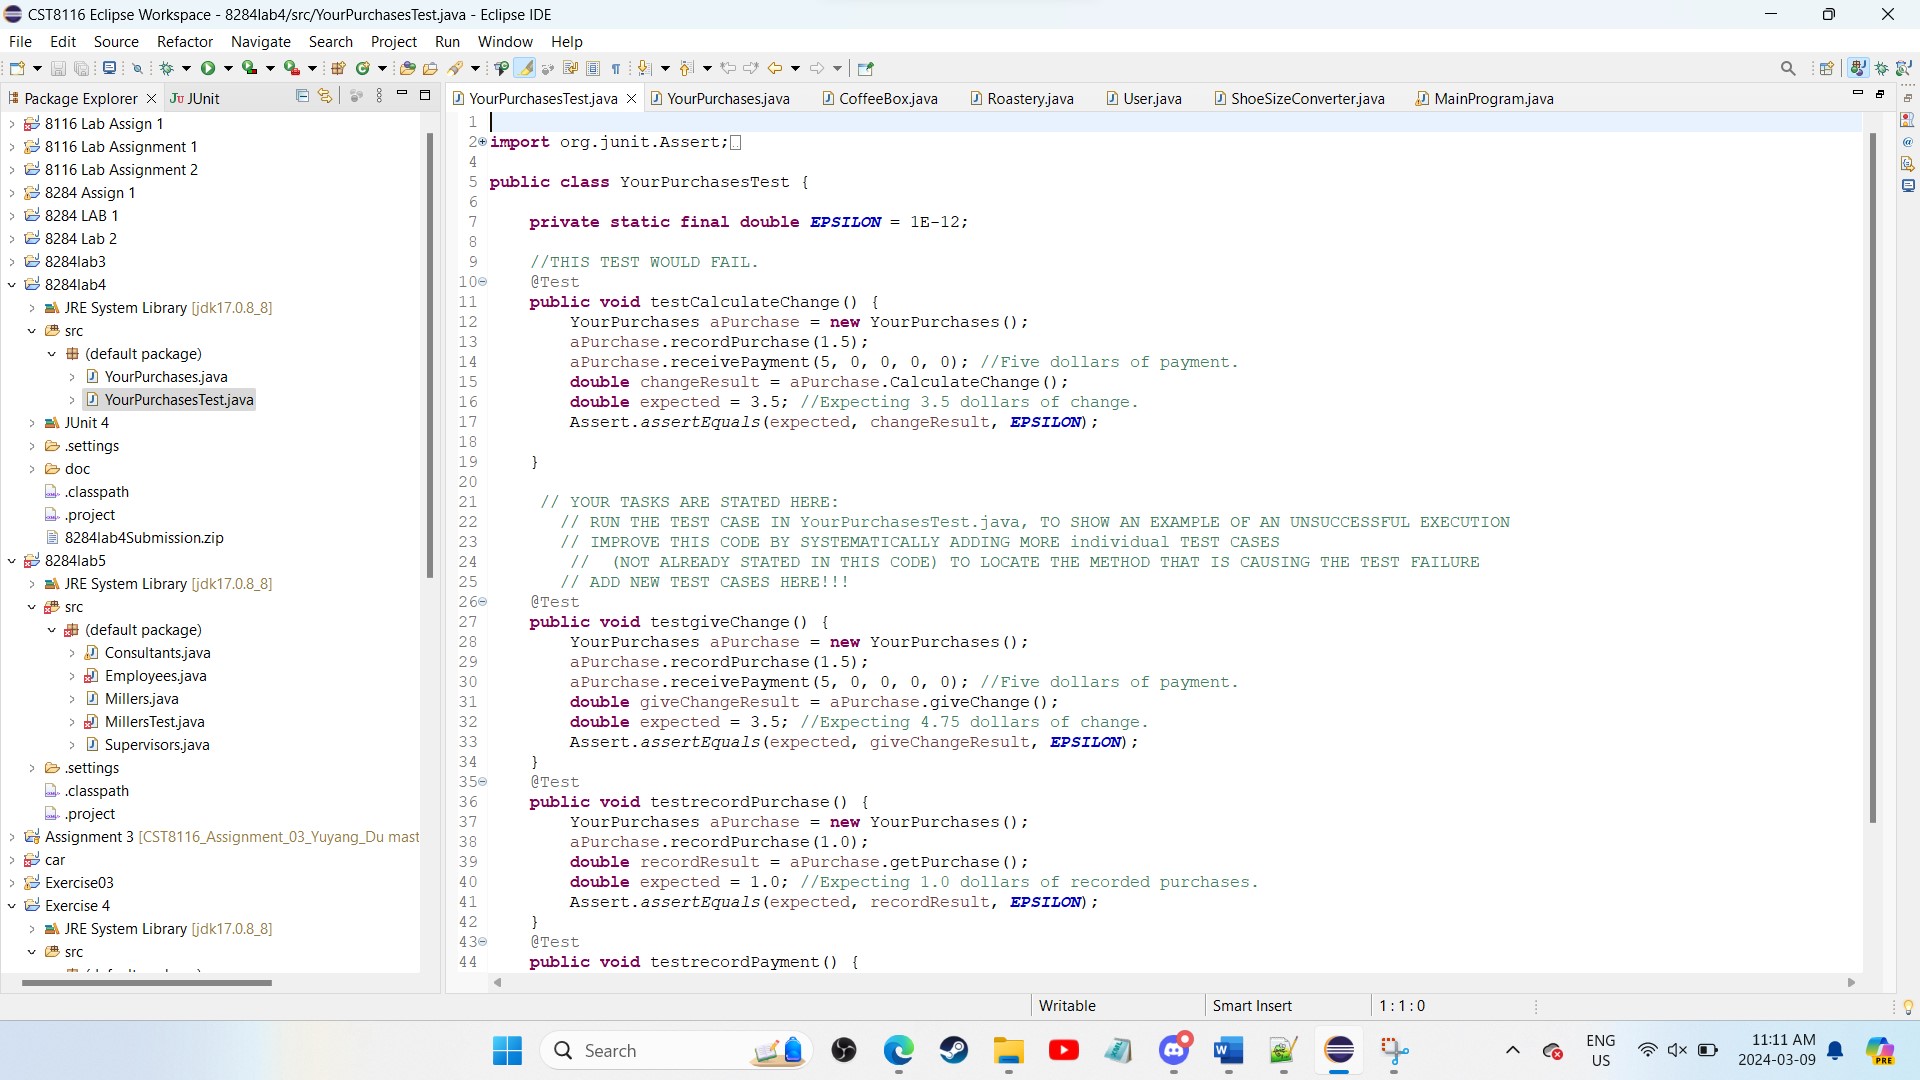 CST8116 Eclipse Workspace - 8284lab4/src/YourPurchasesTest.java - Eclipse IDE
File Edit Source Refactor Navigate Search Project Run Window Help
Package Explorer JUnit
YourPurchasesTest.java YourPurchases.java CoffeeBox.java Roastery.java User.java ShoeSizeConverter.java MainProgram.java
8116 Lab Assign 1
8116 Lab Assignment 1
8116 Lab Assignment 2
8284 Assign 1
8284 LAB 1
8284 Lab 2
8284lab3
8284lab4
JRE System Library [jdk17.0.8_8]
src
(default package)
YourPurchases.java
YourPurchasesTest.java
JUnit 4
.settings
doc
.classpath
.project
8284lab4Submission.zip
8284lab5
JRE System Library [jdk17.0.8_8]
src
(default package)
Consultants.java
Employees.java
Millers.java
MillersTest.java
Supervisors.java
.settings
.classpath
.project
Assignment 3 [CST8116_Assignment_03_Yuyang_Du mast
car
Exercise03
Exercise 4
JRE System Library [jdk17.0.8_8]
src
1
2 import org.junit.Assert;
4
5 public class YourPurchasesTest {
6
7 private static final double EPSILON = 1E-12;
8
9 //THIS TEST WOULD FAIL.
10 @Test
11 public void testCalculateChange() {
12 YourPurchases aPurchase = new YourPurchases();
13 aPurchase.recordPurchase(1.5);
14 aPurchase.receivePayment(5, 0, 0, 0, 0); //Five dollars of payment.
15 double changeResult = aPurchase.CalculateChange();
16 double expected = 3.5; //Expecting 3.5 dollars of change.
17 Assert.assertEquals(expected, changeResult, EPSILON);
18
19 }
20
21 // YOUR TASKS ARE STATED HERE:
22 // RUN THE TEST CASE IN YourPurchasesTest.java, TO SHOW AN EXAMPLE OF AN UNSUCCESSFUL EXECUTION
23 // IMPROVE THIS CODE BY SYSTEMATICALLY ADDING MORE individual TEST CASES
24 // (NOT ALREADY STATED IN THIS CODE) TO LOCATE THE METHOD THAT IS CAUSING THE TEST FAILURE
25 // ADD NEW TEST CASES HERE!!!
26 @Test
27 public void testgiveChange() {
28 YourPurchases aPurchase = new YourPurchases();
29 aPurchase.recordPurchase(1.5);
30 aPurchase.receivePayment(5, 0, 0, 0, 0); //Five dollars of payment.
31 double giveChangeResult = aPurchase.giveChange();
32 double expected = 3.5; //Expecting 4.75 dollars of change.
33 Assert.assertEquals(expected, giveChangeResult, EPSILON);
34 }
35 @Test
36 public void testrecordPurchase() {
37 YourPurchases aPurchase = new YourPurchases();
38 aPurchase.recordPurchase(1.0);
39 double recordResult = aPurchase.getPurchase();
40 double expected = 1.0; //Expecting 1.0 dollars of recorded purchases.
41 Assert.assertEquals(expected, recordResult, EPSILON);
42 }
43 @Test
44 public void testrecordPayment() {
Writable Smart Insert 1 : 1 : 0
Search
ENG
US
11:11 AM
2024-03-09
PRE